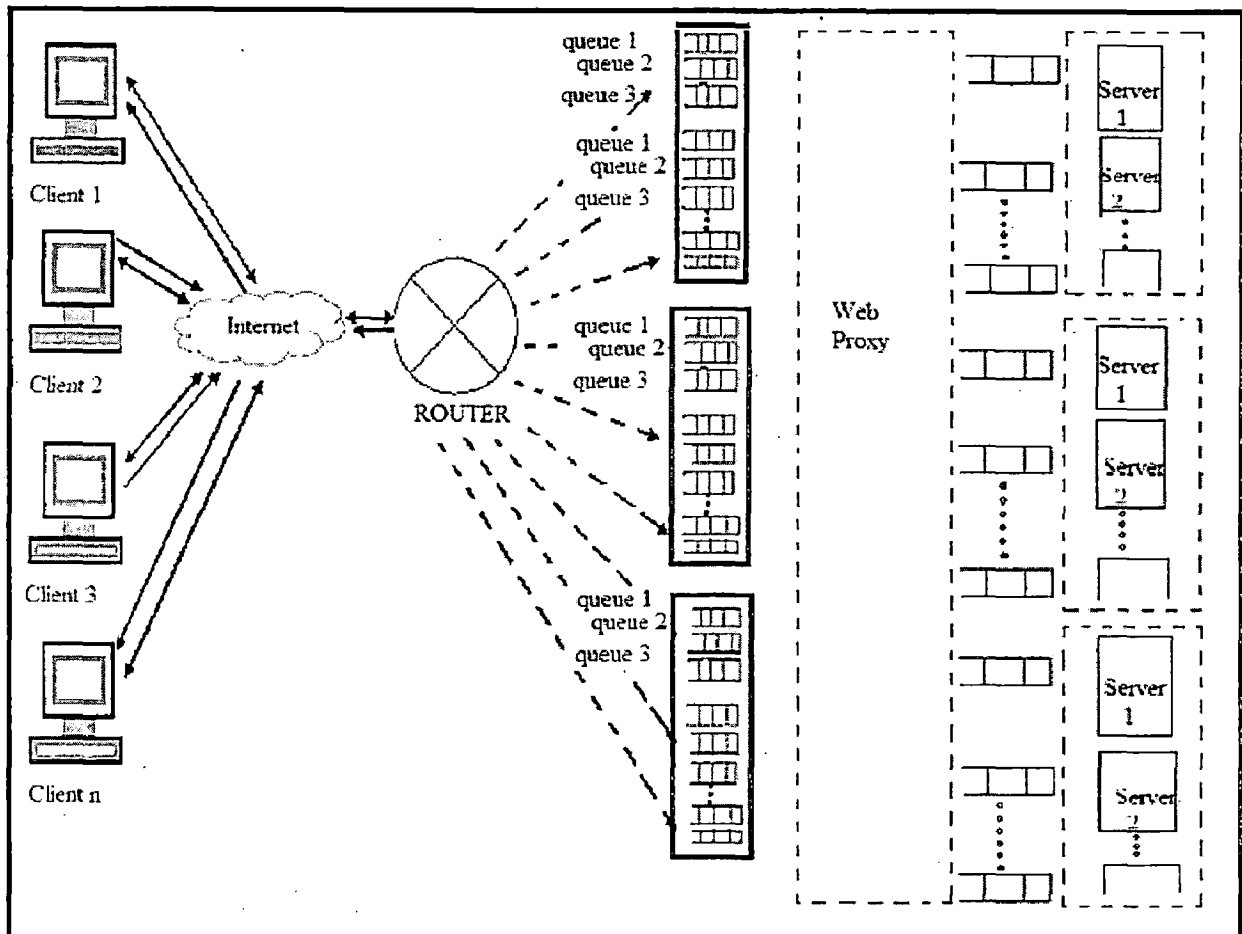 Client 1
Client 2
Client 3
Client n
Internet
ROUTER
queue 1
queue 2
queue 3
queue 1
queue 2
queue 3
queue 1
queue 2
queue 3
queue 1
queue 2
queue 3
Web
Proxy
Server
1
Server
2
Server
1
Server
2
Server
1
Server
2